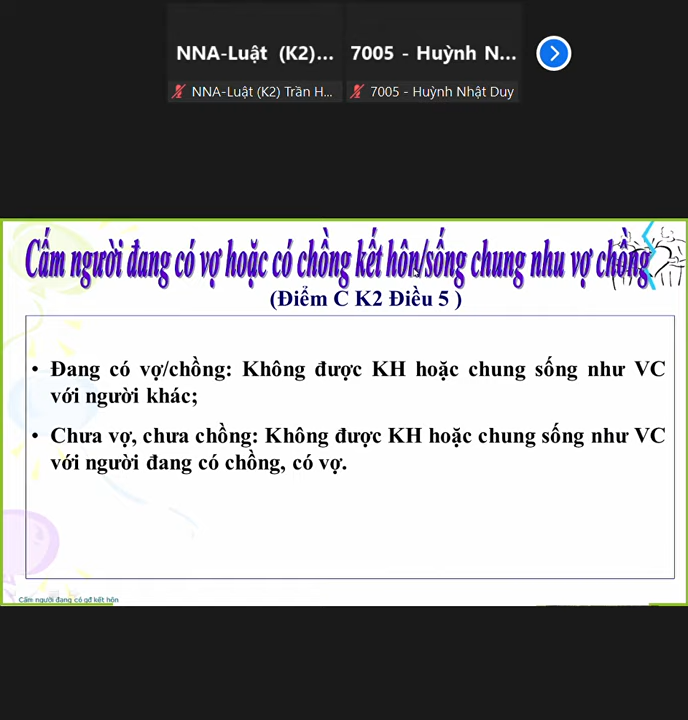 NNA-Luật (K2)... 7005 - Huỳnh N...
NNA-Luật (K2) Trần H... 7005 - Huỳnh Nhật Duy
Cấm người đang có vợ hoặc có chồng kết hôn/sống chung nhu vợ chồng
(Điểm C K2 Điều 5 )
• Đang có vợ/chồng: Không được KH hoặc chung sống như VC
với người khác;
• Chưa vợ, chưa chồng: Không được KH hoặc chung sống như VC
với người đang có chồng, có vợ.
Cấm người đang có gđ kết hôn